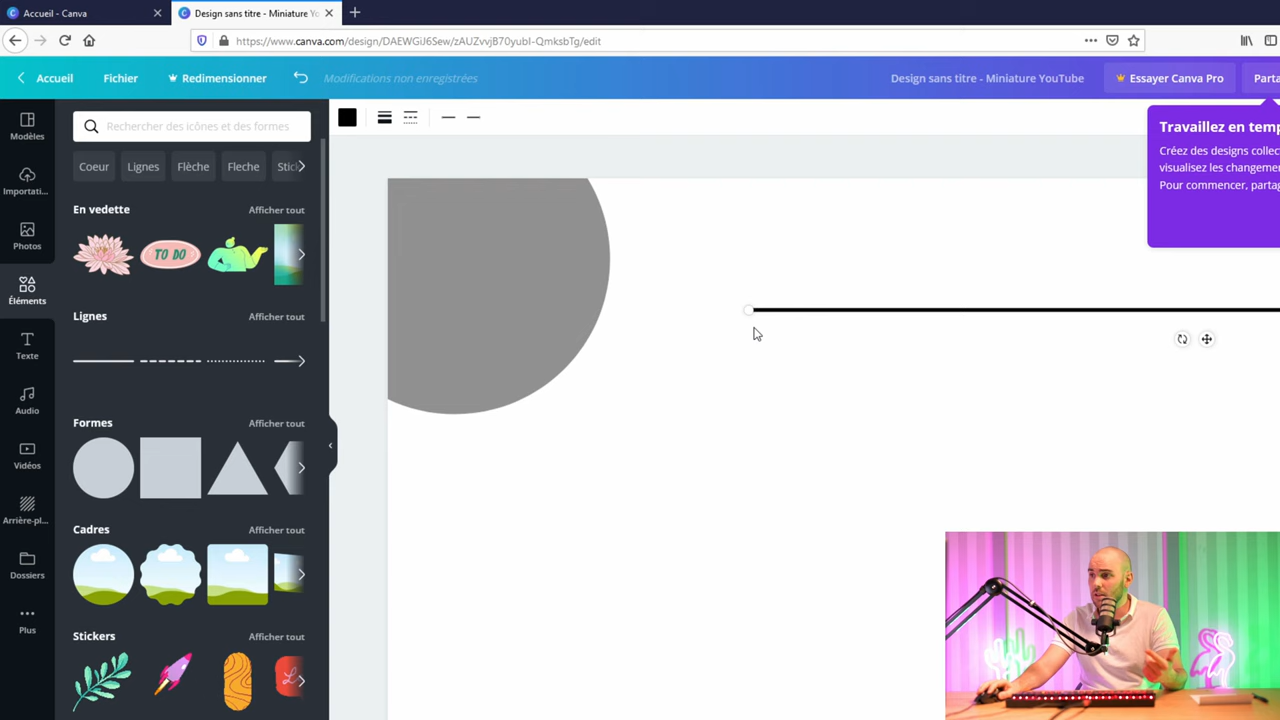 Accueil - Canva
Design sans titre - Miniature Yo
https://www.canva.com/design/DAEWGiJ6Sew/zAUZvvjB70yubI-QmksbTg/edit
Accueil
Fichier
Redimensionner
Modifications non enregistrées
Design sans titre - Miniature YouTube
Essayer Canva Pro
Parta
Modèles
Importati...
Photos
Éléments
Texte
Audio
Vidéos
Arrière-pl...
Dossiers
Plus
Rechercher des icônes et des formes
Coeur
Lignes
Flèche
Fleche
Stick
En vedette
Afficher tout
TO DO
Lignes
Afficher tout
Formes
Afficher tout
Cadres
Afficher tout
Stickers
Afficher tout
Travaillez en temp
Créez des designs collec
visualisez les changeme
Pour commencer, partag